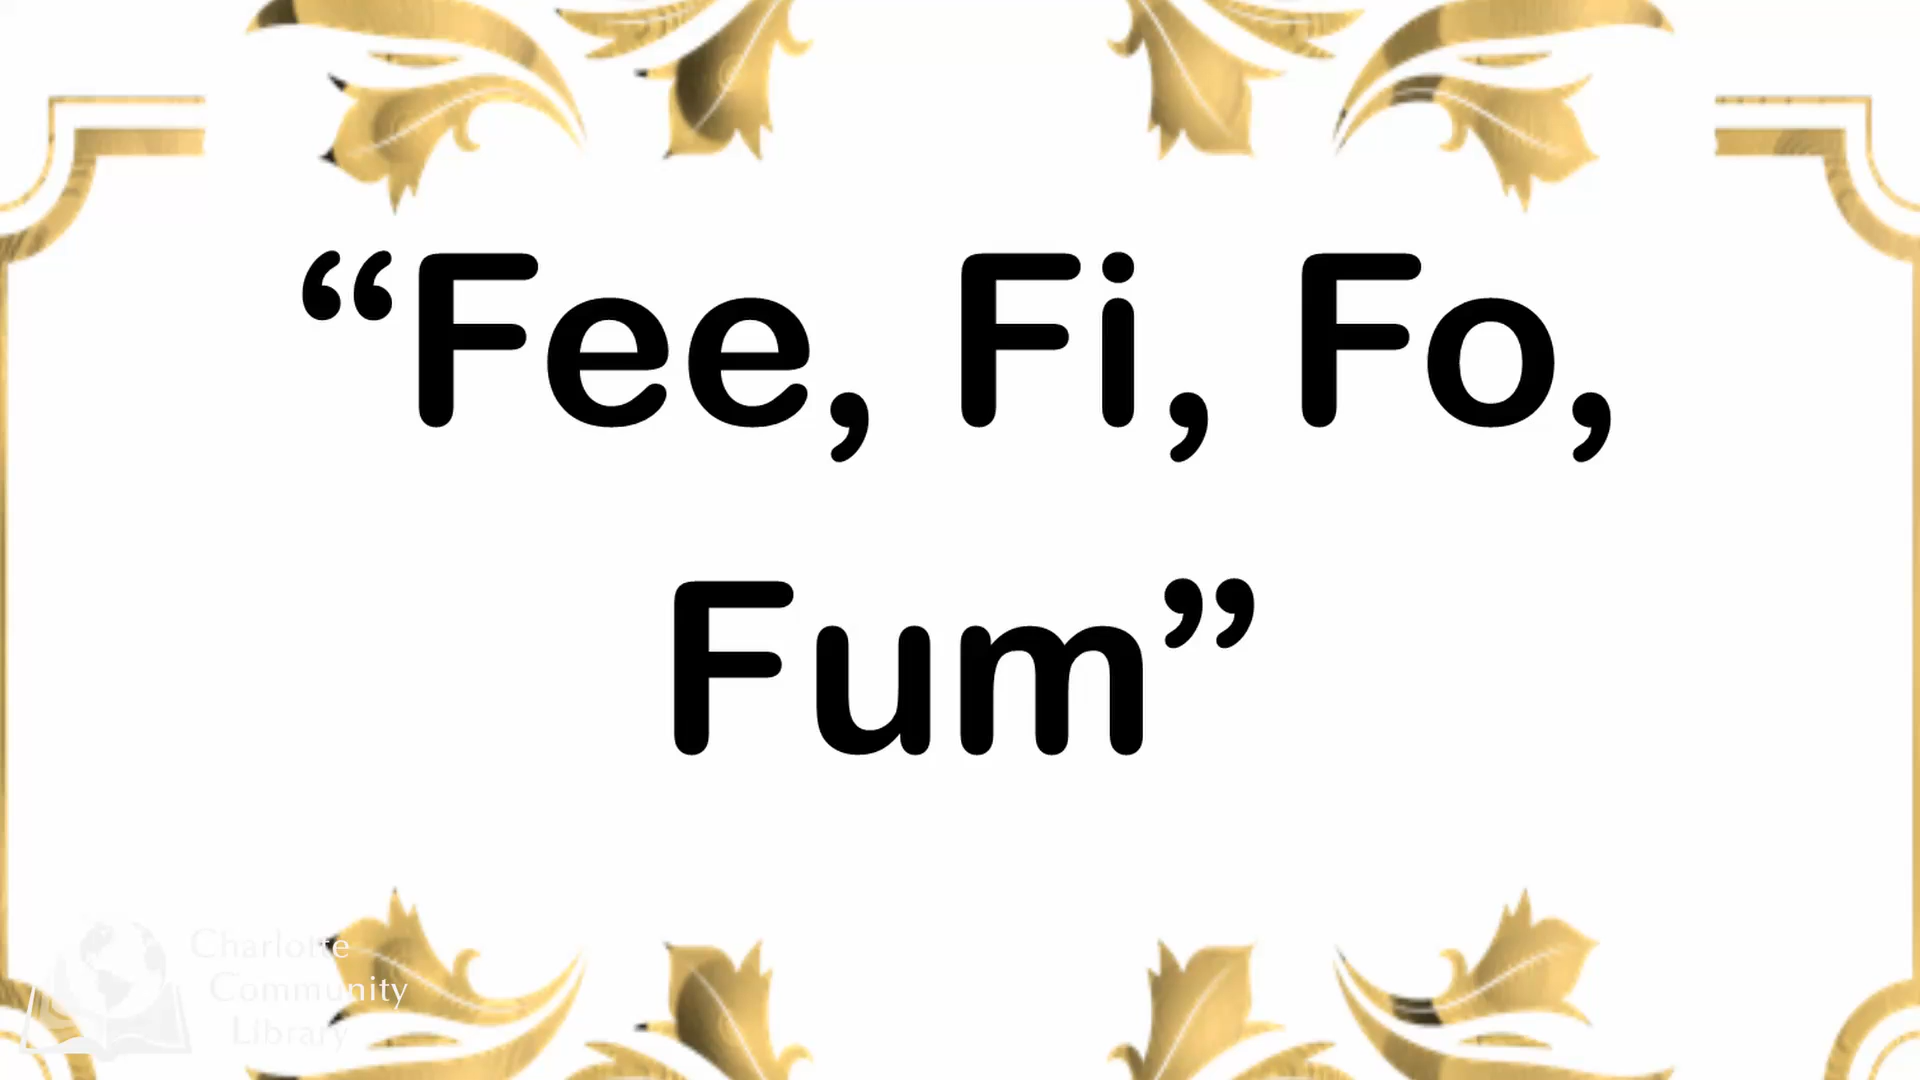 “Fee, Fi, Fo,
Fum”
Charlotte
Community
Library